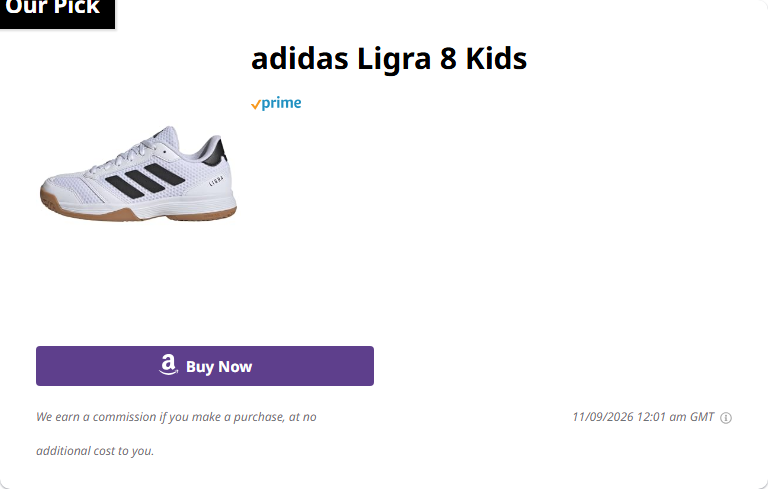 Our Pick
adidas Ligra 8 Kids
prime
LIGRA
a Buy Now
We earn a commission if you make a purchase, at no
additional cost to you.
11/09/2026 12:01 am GMT